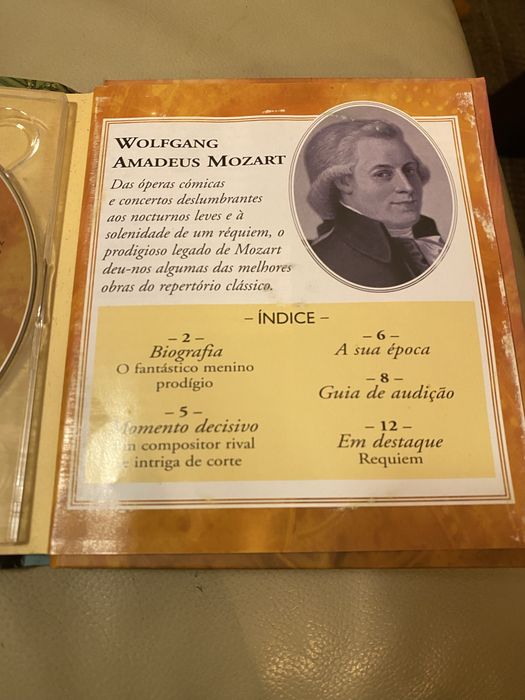 WOLFGANG
AMADEUS MOZART
Das óperas cómicas
e concertos deslumbrantes
aos nocturnos leves e à
solenidade de um réquiem, o
prodigioso legado de Mozart
deu-nos algumas das melhores
obras do repertório clássico.
– ÍNDICE –
– 2 –
Biografia
O fantástico menino
prodígio
– 5 –
Momento decisivo
Um compositor rival
e intriga de corte
– 6 –
A sua época
– 8 –
Guia de audição
– 12 –
Em destaque
Requiem